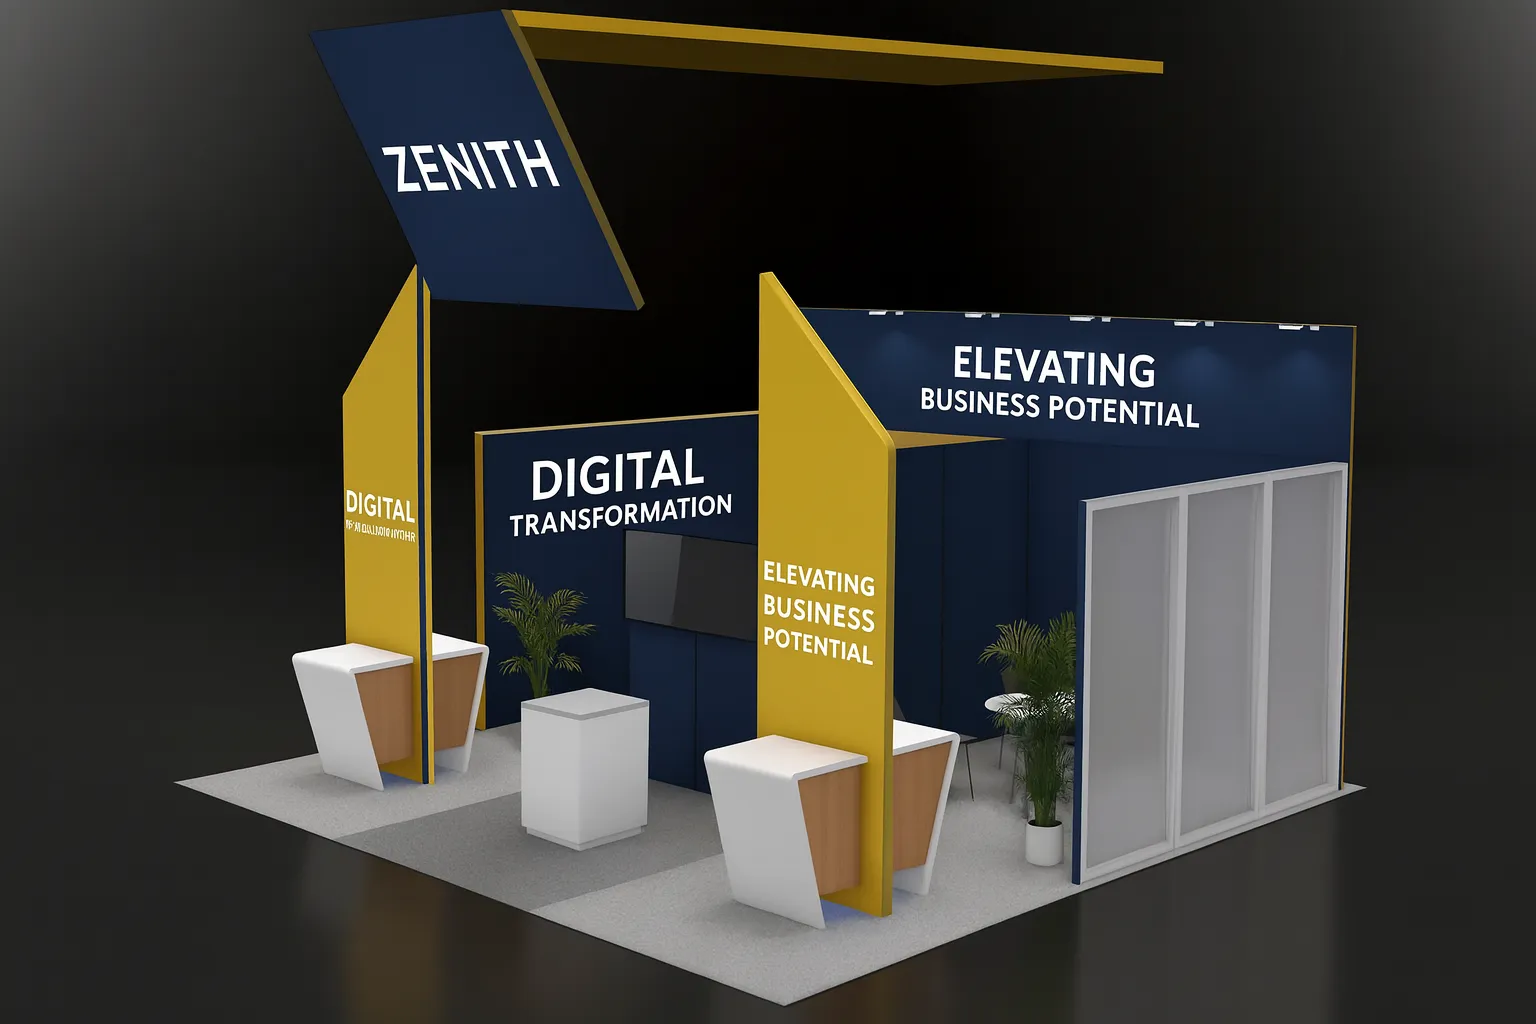 ZENITH
DIGITAL
DIGITAL
TRANSFORMATION
ELEVATING
BUSINESS
POTENTIAL
ELEVATING
BUSINESS POTENTIAL